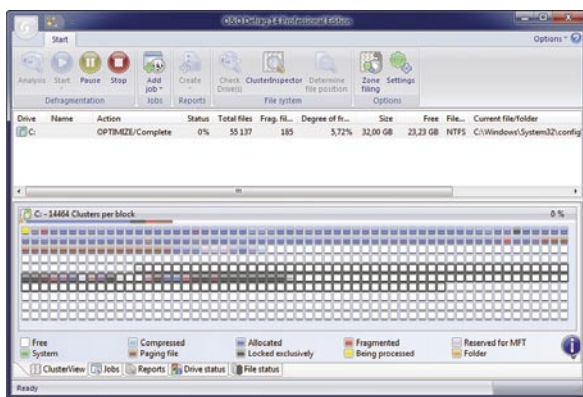 O&O Defrag 14 Professional Edition
Start
Options
Analysis Start Pause Stop Add job Create Check Drive(s) ClusterInspector Determine file position Zone filing Settings
Defragmentation Jobs Reports File system Options
Drive Name Action Status Total files Frag. fil... Degree of fr... Size Free File... Current file/folder
C: OPTIMIZE/Complete 0% 55 137 185 5,72% 32,00 GB 23,23 GB NTFS C:\Windows\System32\config
C: - 14464 Clusters per block 0 %
Free Compressed Allocated Fragmented Reserved for MFT
System Paging file Locked exclusively Being processed Folder
ClusterView Jobs Reports Drive status File status
Ready